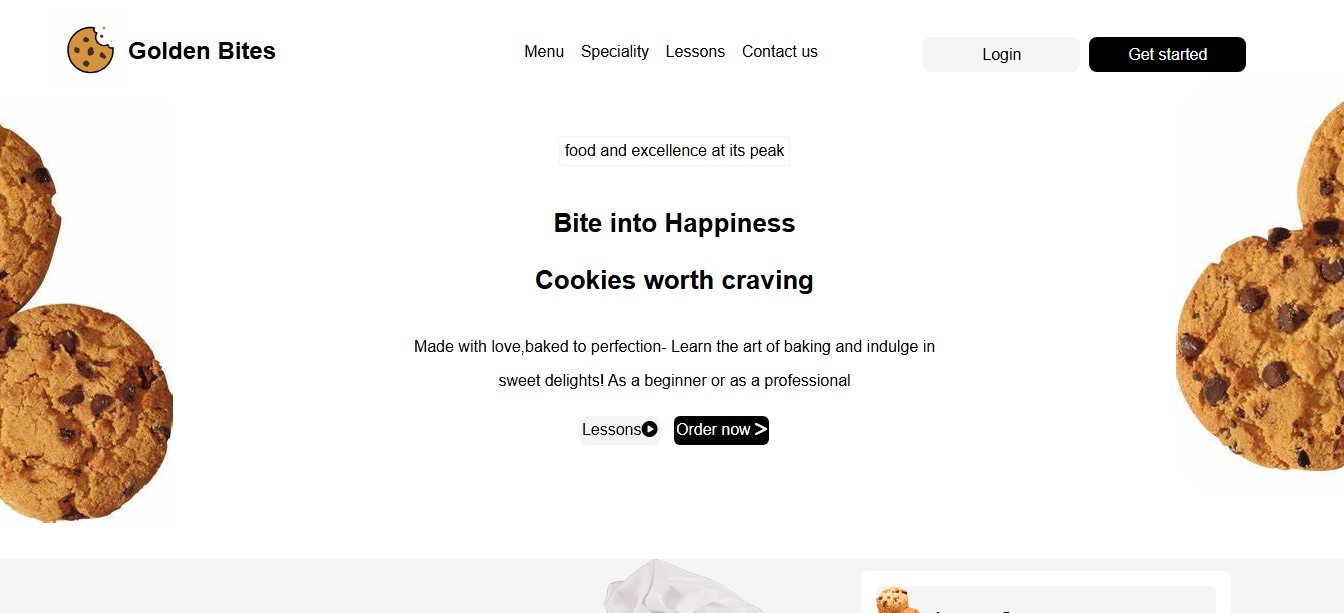 Golden Bites
Menu Speciality Lessons Contact us
Login
Get started
food and excellence at its peak
Bite into Happiness
Cookies worth craving
Made with love,baked to perfection- Learn the art of baking and indulge in
sweet delights! As a beginner or as a professional
Lessons
Order now >